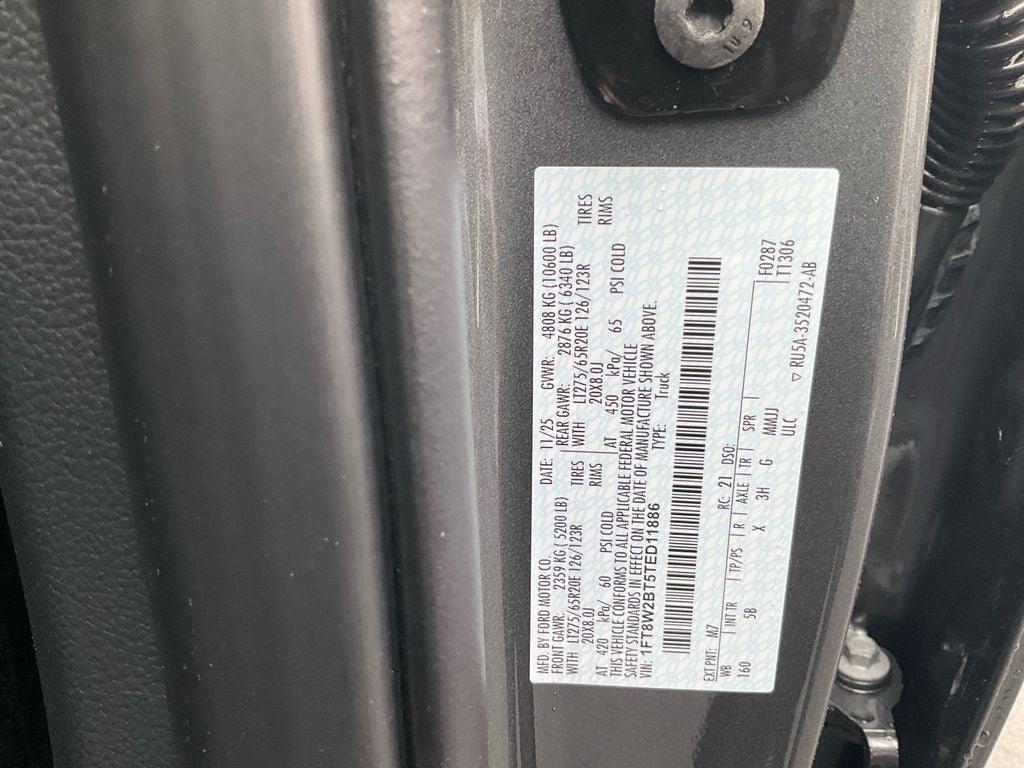 MFD. BY FORD MOTOR CO.
DATE: 11/25 GVWR: 4808 KG (10600 LB)
FRONT GAWR: 2359 KG ( 5200 LB) REAR GAWR: 2876 KG ( 6340 LB)
WITH LT275/65R20E 126/123R TIRES WITH LT275/65R20E 126/123R TIRES
20X8.0J RIMS 20X8.0J RIMS
AT 420 kPa/ 60 PSI COLD AT 450 kPa/ 65 PSI COLD
THIS VEHICLE CONFORMS TO ALL APPLICABLE FEDERAL MOTOR VEHICLE
SAFETY STANDARDS IN EFFECT ON THE DATE OF MANUFACTURE SHOWN ABOVE.
VIN: 1FT8W2BT5TED11886 TYPE: Truck
EXT PNT: M7 RC: 21 DSO: F0287
WB INT TR TP/PS R AXLE TR SPR TT306
160 5B X 3H G MMJJ
ULC ▽ RU5A-3520472-AB
10.9